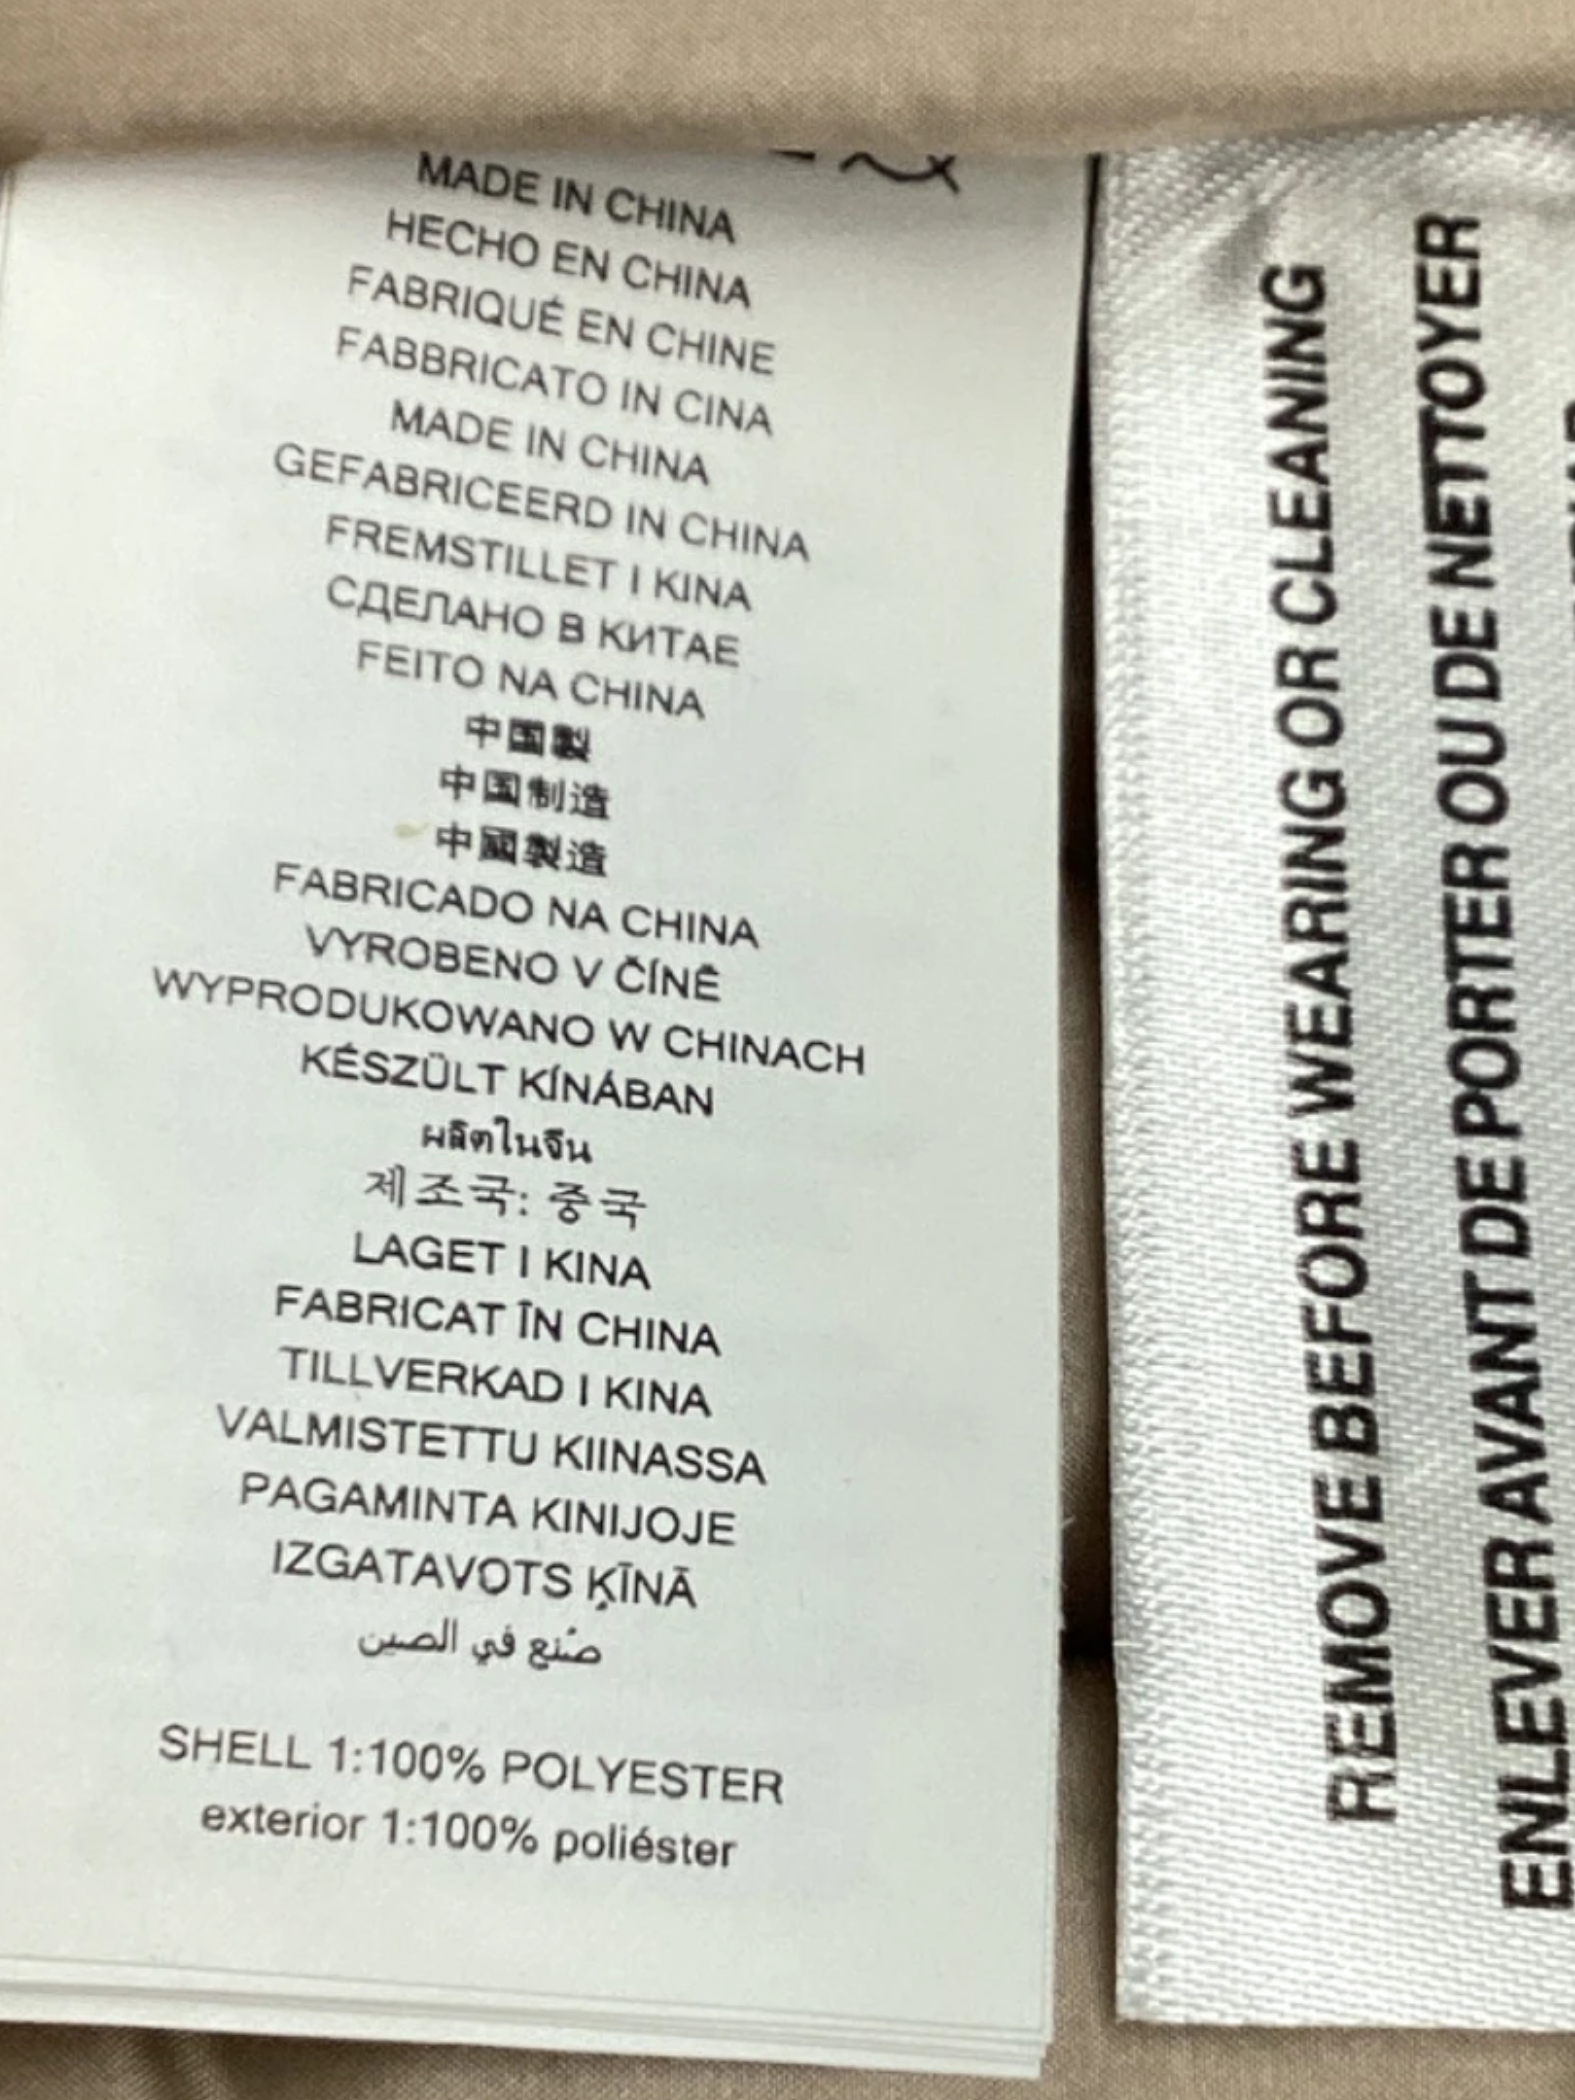 MADE IN CHINA
HECHO EN CHINA
FABRIQUÉ EN CHINE
FABBRICATO IN CINA
MADE IN CHINA
GEFABRICEERD IN CHINA
FREMSTILLET I KINA
СДЕЛАНО В КИТАЕ
FEITO NA CHINA
中国製
中国制造
中國製造
FABRICADO NA CHINA
VYROBENO V ČÍNĚ
WYPRODUKOWANO W CHINACH
KÉSZÜLT KÍNÁBAN
ผลิตในจีน
제조국: 중국
LAGET I KINA
FABRICAT ÎN CHINA
TILLVERKAD I KINA
VALMISTETTU KIINASSA
PAGAMINTA KINIJOJE
IZGATAVOTS ĶĪNĀ
صُنع في الصين
SHELL 1:100% POLYESTER
exterior 1:100% poliéster
REMOVE BEFORE WEARING OR CLEANING
ENLEVER AVANT DE PORTER OU DE NETTOYER